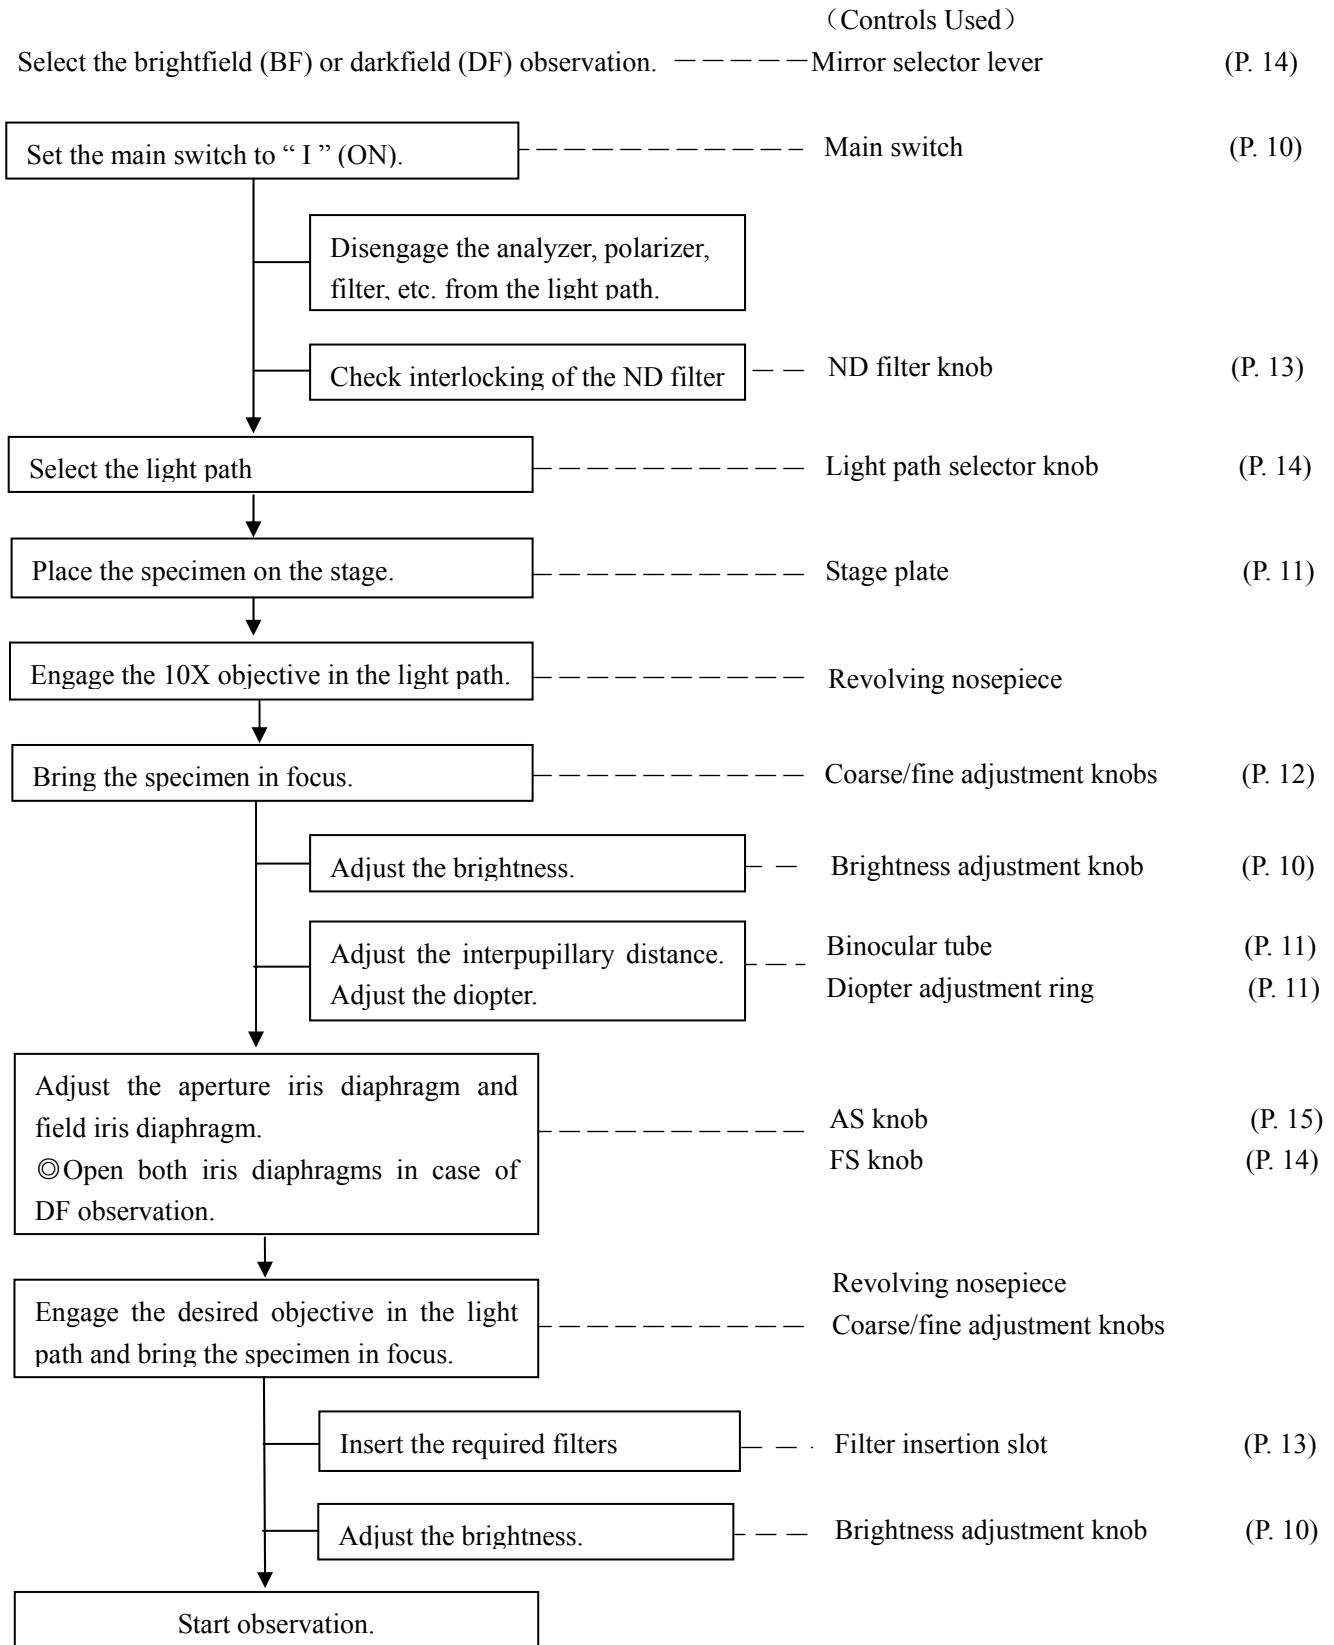 （Controls Used）
Select the brightfield (BF) or darkfield (DF) observation. Mirror selector lever (P. 14)
Set the main switch to “ I ” (ON). Main switch (P. 10)
Disengage the analyzer, polarizer,
filter, etc. from the light path.
Check interlocking of the ND filter ND filter knob (P. 13)
Select the light path Light path selector knob (P. 14)
Place the specimen on the stage. Stage plate (P. 11)
Engage the 10X objective in the light path. Revolving nosepiece
Bring the specimen in focus. Coarse/fine adjustment knobs (P. 12)
Adjust the brightness. Brightness adjustment knob (P. 10)
Adjust the interpupillary distance. Binocular tube (P. 11)
Adjust the diopter. Diopter adjustment ring (P. 11)
Adjust the aperture iris diaphragm and
field iris diaphragm. AS knob (P. 15)
◎Open both iris diaphragms in case of FS knob (P. 14)
DF observation.
Engage the desired objective in the light Revolving nosepiece
path and bring the specimen in focus. Coarse/fine adjustment knobs
Insert the required filters Filter insertion slot (P. 13)
Adjust the brightness. Brightness adjustment knob (P. 10)
Start observation.